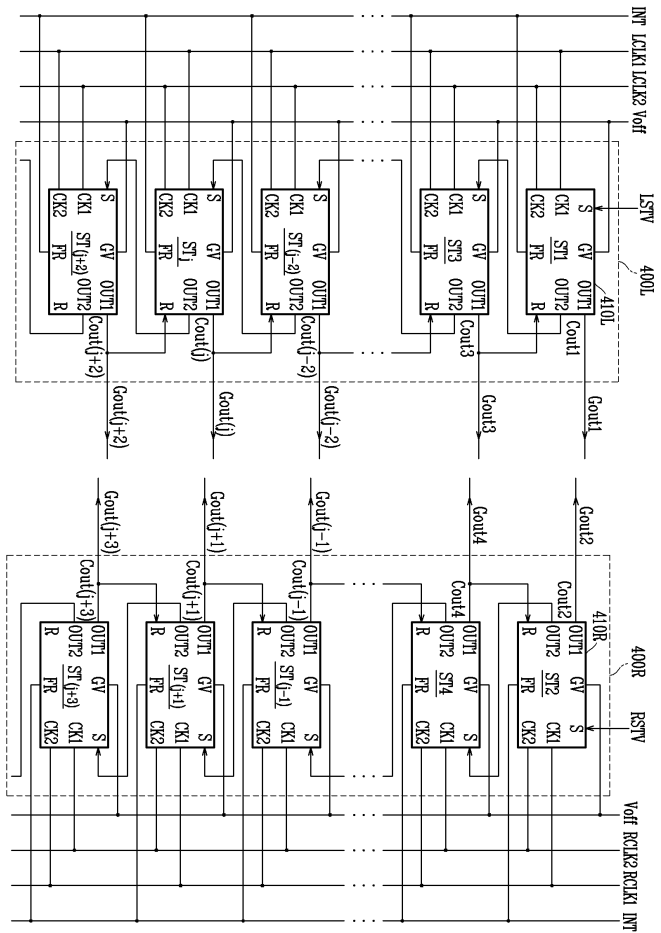 INT LCLK1 LCLK2 Voff
LSTV
400L
410L
S CK1 CK2 GV ST1 FR OUT1 OUT2 R
Cout1
Gout1
S CK1 CK2 GV ST3 FR OUT1 OUT2 R
Cout3
Gout3
S CK1 CK2 GV ST(j-2) FR OUT1 OUT2 R
Cout(j-2)
Gout(j-2)
S CK1 CK2 GV STj FR OUT1 OUT2 R
Cout(j)
Gout(j)
S CK1 CK2 GV ST(j+2) FR OUT1 OUT2 R
Cout(j+2)
Gout(j+2)
Gout2
Cout2
410R
400R
RSTV
OUT1 OUT2 R GV ST2 FR S CK1 CK2
Gout4
Cout4
OUT1 OUT2 R GV ST4 FR S CK1 CK2
Gout(j-1)
Cout(j-1)
OUT1 OUT2 R GV ST(j-1) FR S CK1 CK2
Gout(j+1)
Cout(j+1)
OUT1 OUT2 R GV ST(j+1) FR S CK1 CK2
Gout(j+3)
Cout(j+3)
OUT1 OUT2 R GV ST(j+3) FR S CK1 CK2
Voff RCLK2 RCLK1 INT